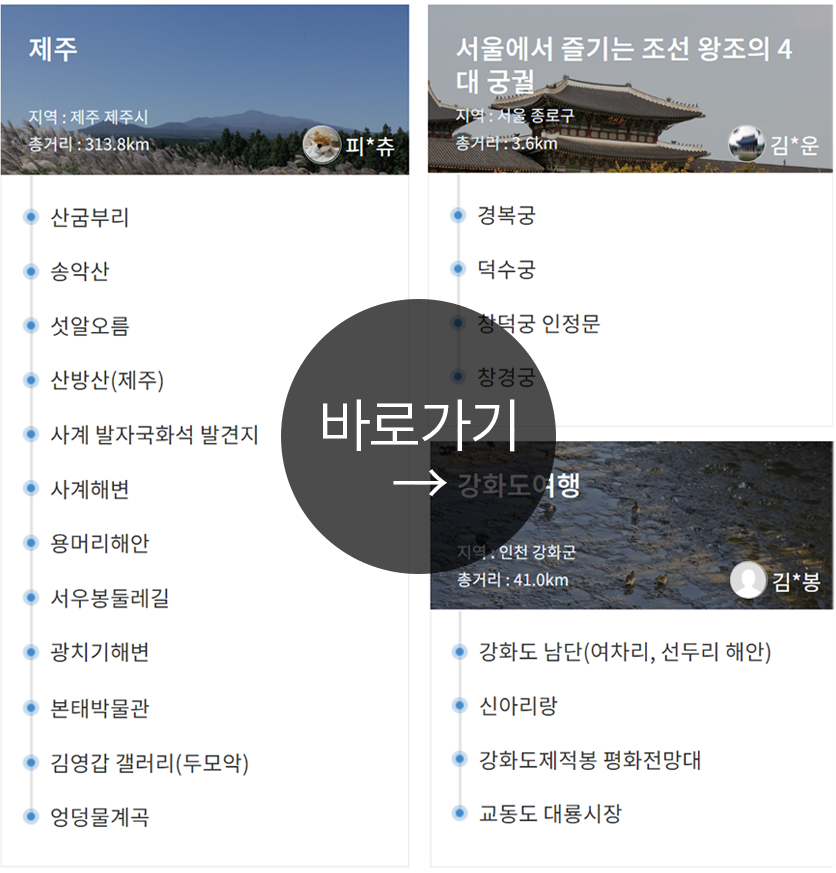 제주
지역 : 제주 제주시
총거리 : 313.8km
피*츄
산굼부리
송악산
섯알오름
산방산(제주)
사계 발자국화석 발견지
사계해변
용머리해안
서우봉둘레길
광치기해변
본태박물관
김영갑 갤러리(두모악)
엉덩물계곡
서울에서 즐기는 조선 왕조의 4
대 궁궐
지역 : 서울 종로구
총거리 : 3.6km
김*운
경복궁
덕수궁
창덕궁 인정문
창경궁
바로가기
→
강화도여행
지역 : 인천 강화군
총거리 : 41.0km
김*봉
강화도 남단(여차리, 선두리 해안)
신아리랑
강화도제적봉 평화전망대
교동도 대룡시장